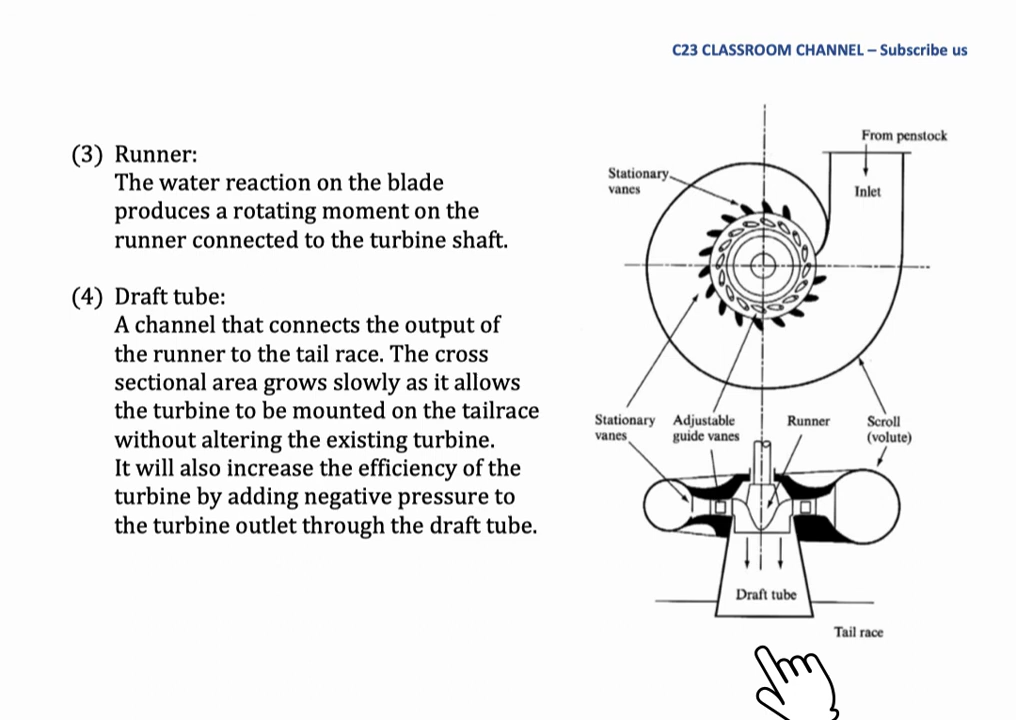 C23 CLASSROOM CHANNEL – Subscribe us
(3) Runner:
The water reaction on the blade
produces a rotating moment on the
runner connected to the turbine shaft.
(4) Draft tube:
A channel that connects the output of
the runner to the tail race. The cross
sectional area grows slowly as it allows
the turbine to be mounted on the tailrace
without altering the existing turbine.
It will also increase the efficiency of the
turbine by adding negative pressure to
the turbine outlet through the draft tube.
From penstock
Stationary
vanes
Inlet
Stationary
vanes
Adjustable
guide vanes
Runner
Scroll
(volute)
Draft tube
Tail race